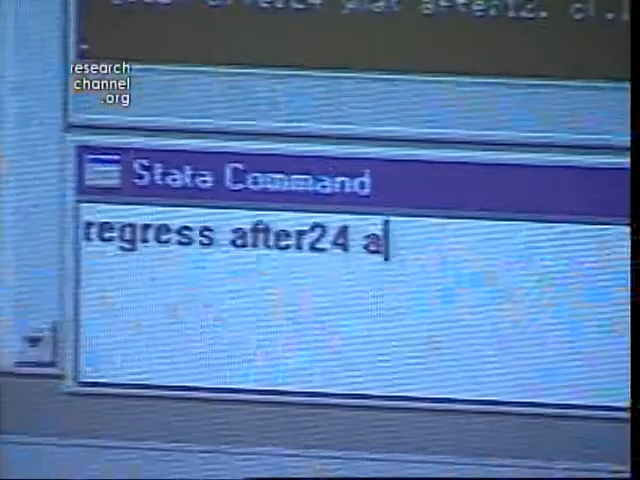 research
channel
.org
Stata Command
regress after24 a